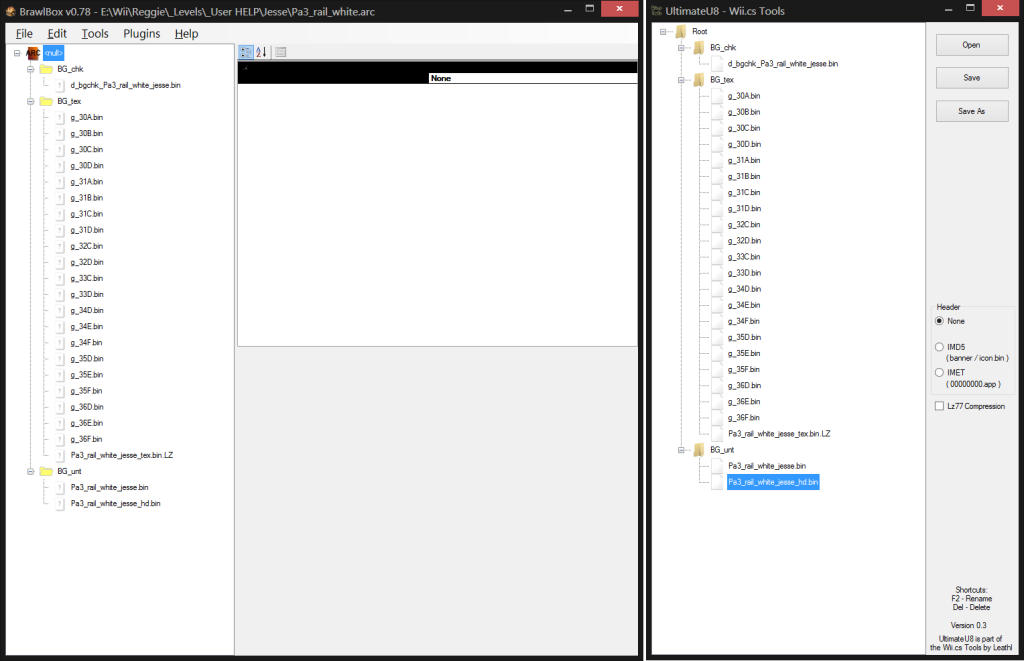 BrawlBox v0.78 - E:\Wii\Reggie\_Levels\_User HELP\Jesse\Pa3_rail_white.arc
File Edit Tools Plugins Help
ARC <null>
BG_chk
d_bgchk_Pa3_rail_white_jesse.bin
BG_tex
g_30A.bin
g_30B.bin
g_30C.bin
g_30D.bin
g_31A.bin
g_31B.bin
g_31C.bin
g_31D.bin
g_32C.bin
g_32D.bin
g_33C.bin
g_33D.bin
g_34D.bin
g_34E.bin
g_34F.bin
g_35D.bin
g_35E.bin
g_35F.bin
g_36D.bin
g_36E.bin
g_36F.bin
Pa3_rail_white_jesse_tex.bin.LZ
BG_unt
Pa3_rail_white_jesse.bin
Pa3_rail_white_jesse_hd.bin
None
UltimateU8 - Wii.cs Tools
Root
BG_chk
d_bgchk_Pa3_rail_white_jesse.bin
BG_tex
g_30A.bin
g_30B.bin
g_30C.bin
g_30D.bin
g_31A.bin
g_31B.bin
g_31C.bin
g_31D.bin
g_32C.bin
g_32D.bin
g_33C.bin
g_33D.bin
g_34D.bin
g_34E.bin
g_34F.bin
g_35D.bin
g_35E.bin
g_35F.bin
g_36D.bin
g_36E.bin
g_36F.bin
Pa3_rail_white_jesse_tex.bin.LZ
BG_unt
Pa3_rail_white_jesse.bin
Pa3_rail_white_jesse_hd.bin
Open
Save
Save As
Header
None
IMD5
( banner / icon.bin )
IMET
( 00000000.app )
Lz77 Compression
Shortcuts:
F2 - Rename
Del - Delete
Version 0.3
UltimateU8 is part of
the Wii.cs Tools by Leathl